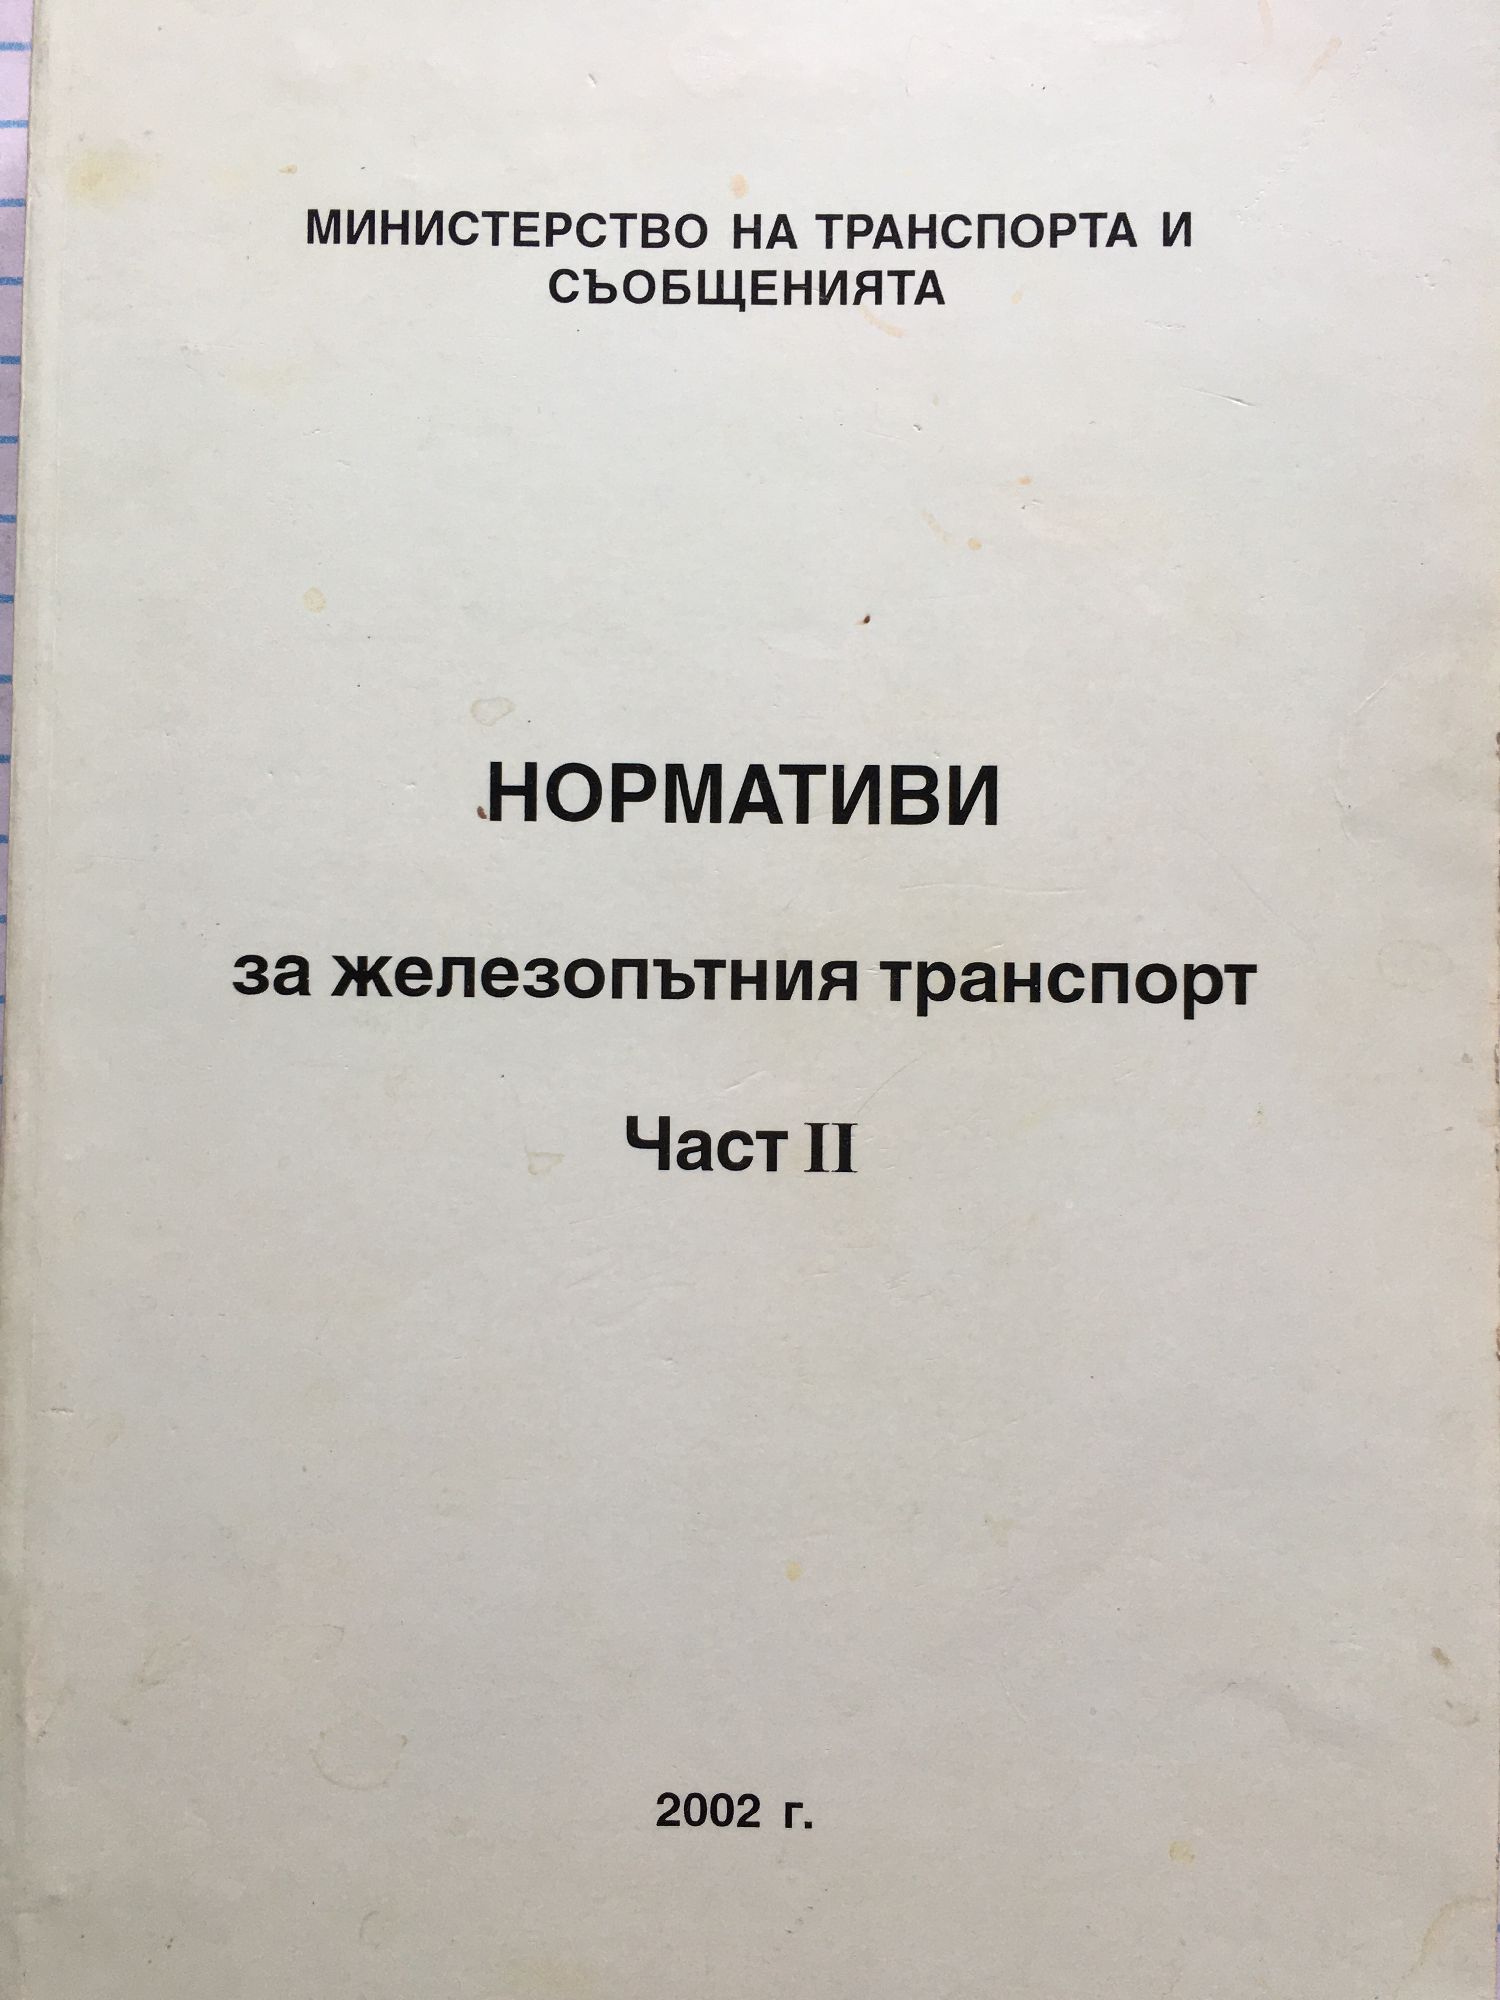 МИНИСТЕРСТВО НА ТРАНСПОРТА И
СЪОБЩЕНИЯТА
НОРМАТИВИ
за железопътния транспорт
Част II
2002 г.